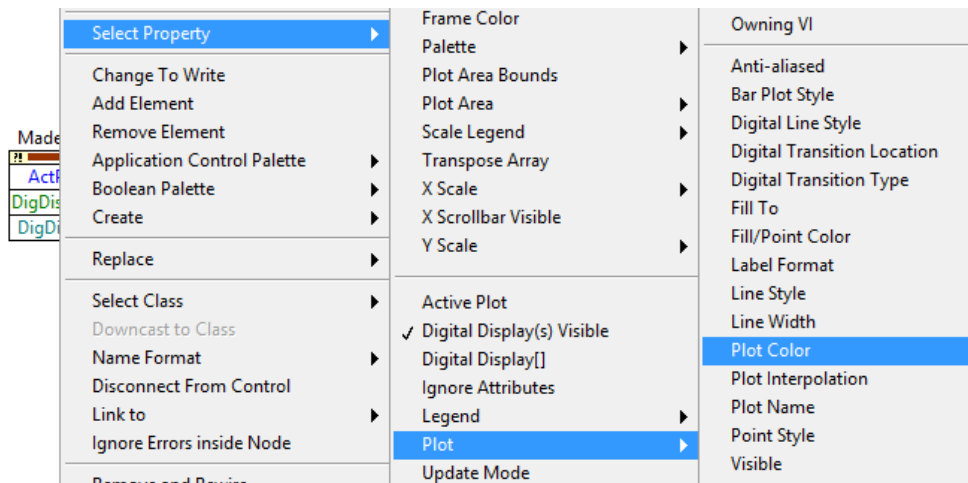 Made
?!
Act
DigDis
DigDi
Select Property
Change To Write
Add Element
Remove Element
Application Control Palette
Boolean Palette
Create
Replace
Select Class
Downcast to Class
Name Format
Disconnect From Control
Link to
Ignore Errors inside Node
Remove and Rewire
Frame Color
Palette
Plot Area Bounds
Plot Area
Scale Legend
Transpose Array
X Scale
X Scrollbar Visible
Y Scale
Active Plot
Digital Display(s) Visible
Digital Display[]
Ignore Attributes
Legend
Plot
Update Mode
Owning VI
Anti-aliased
Bar Plot Style
Digital Line Style
Digital Transition Location
Digital Transition Type
Fill To
Fill/Point Color
Label Format
Line Style
Line Width
Plot Color
Plot Interpolation
Plot Name
Point Style
Visible